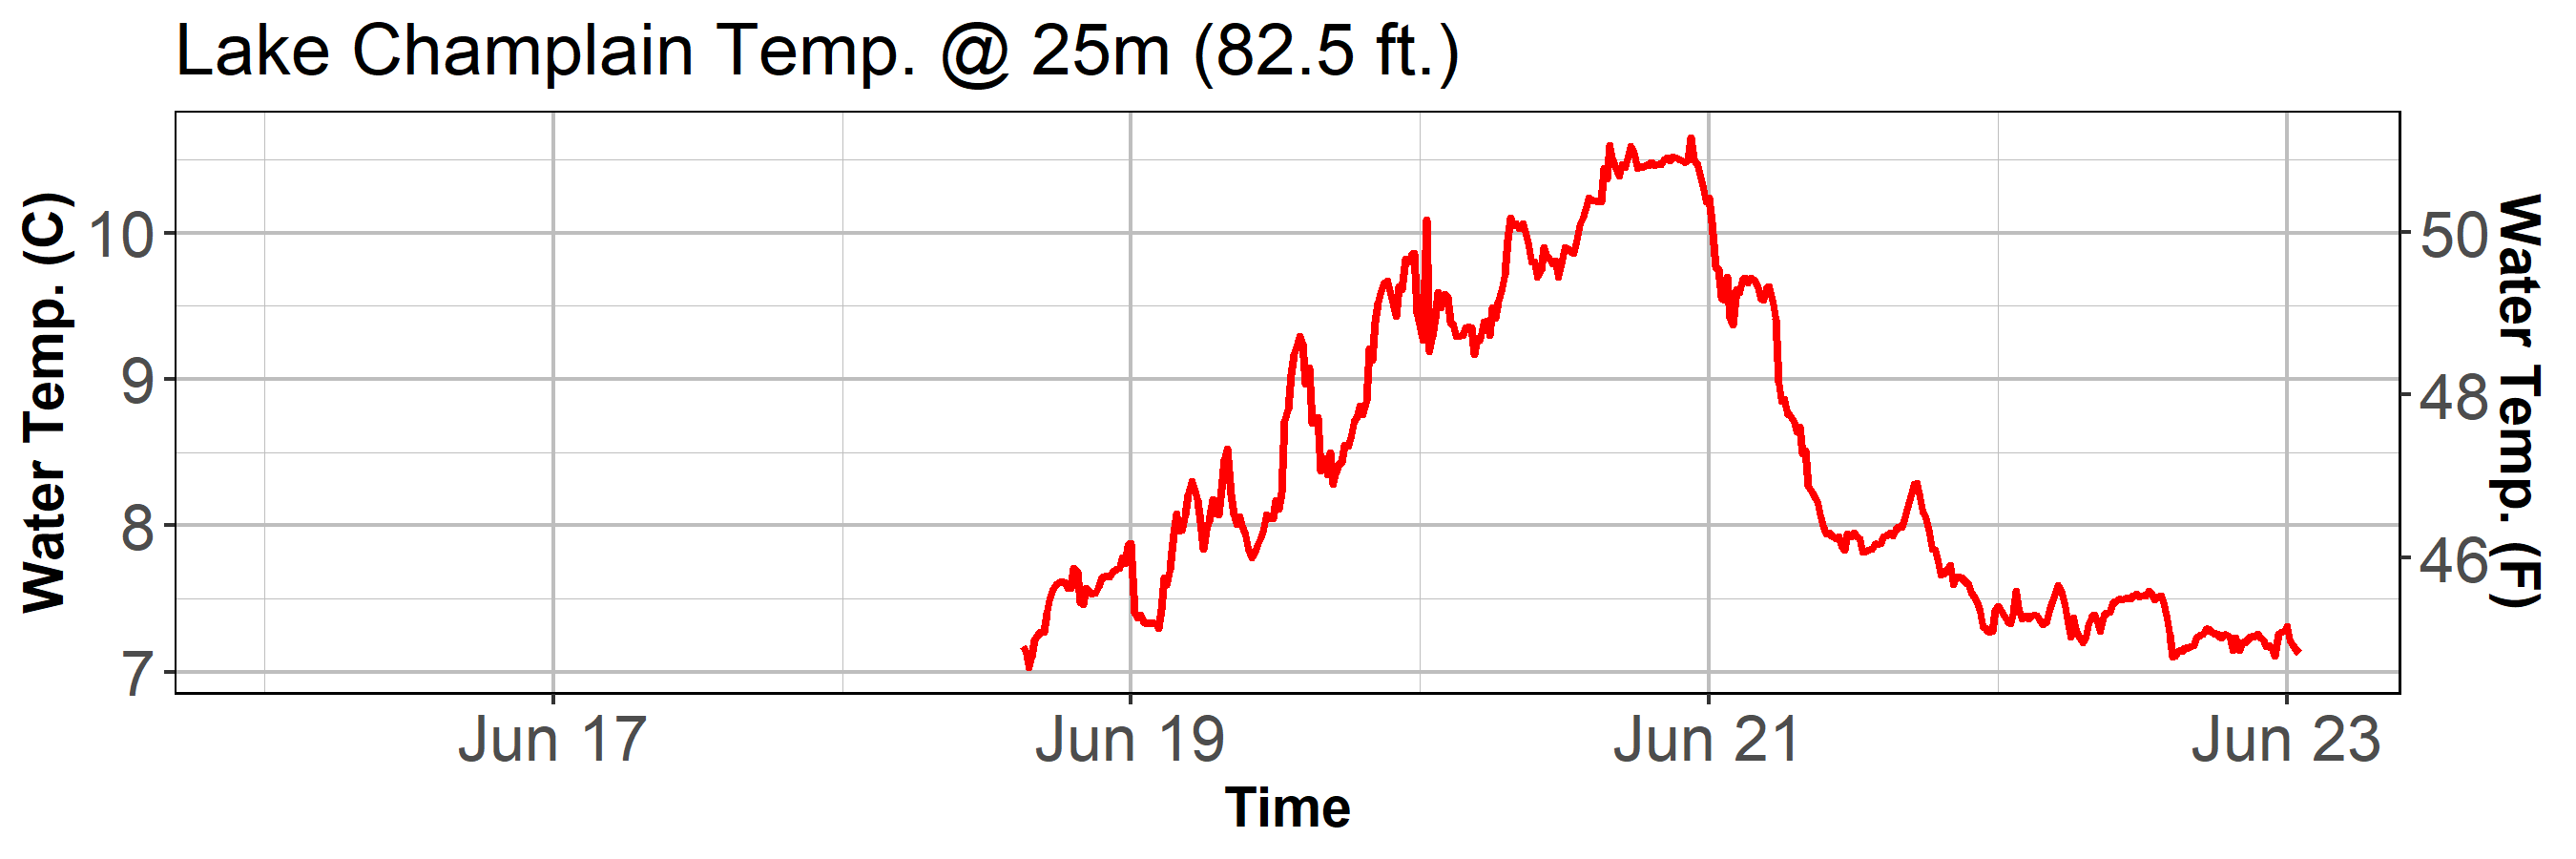 Lake Champlain Temp. @ 25m (82.5 ft.)
Water Temp. (C)
10
9
8
7
50
48
46
Water Temp. (F)
Jun 17
Jun 19
Jun 21
Jun 23
Time